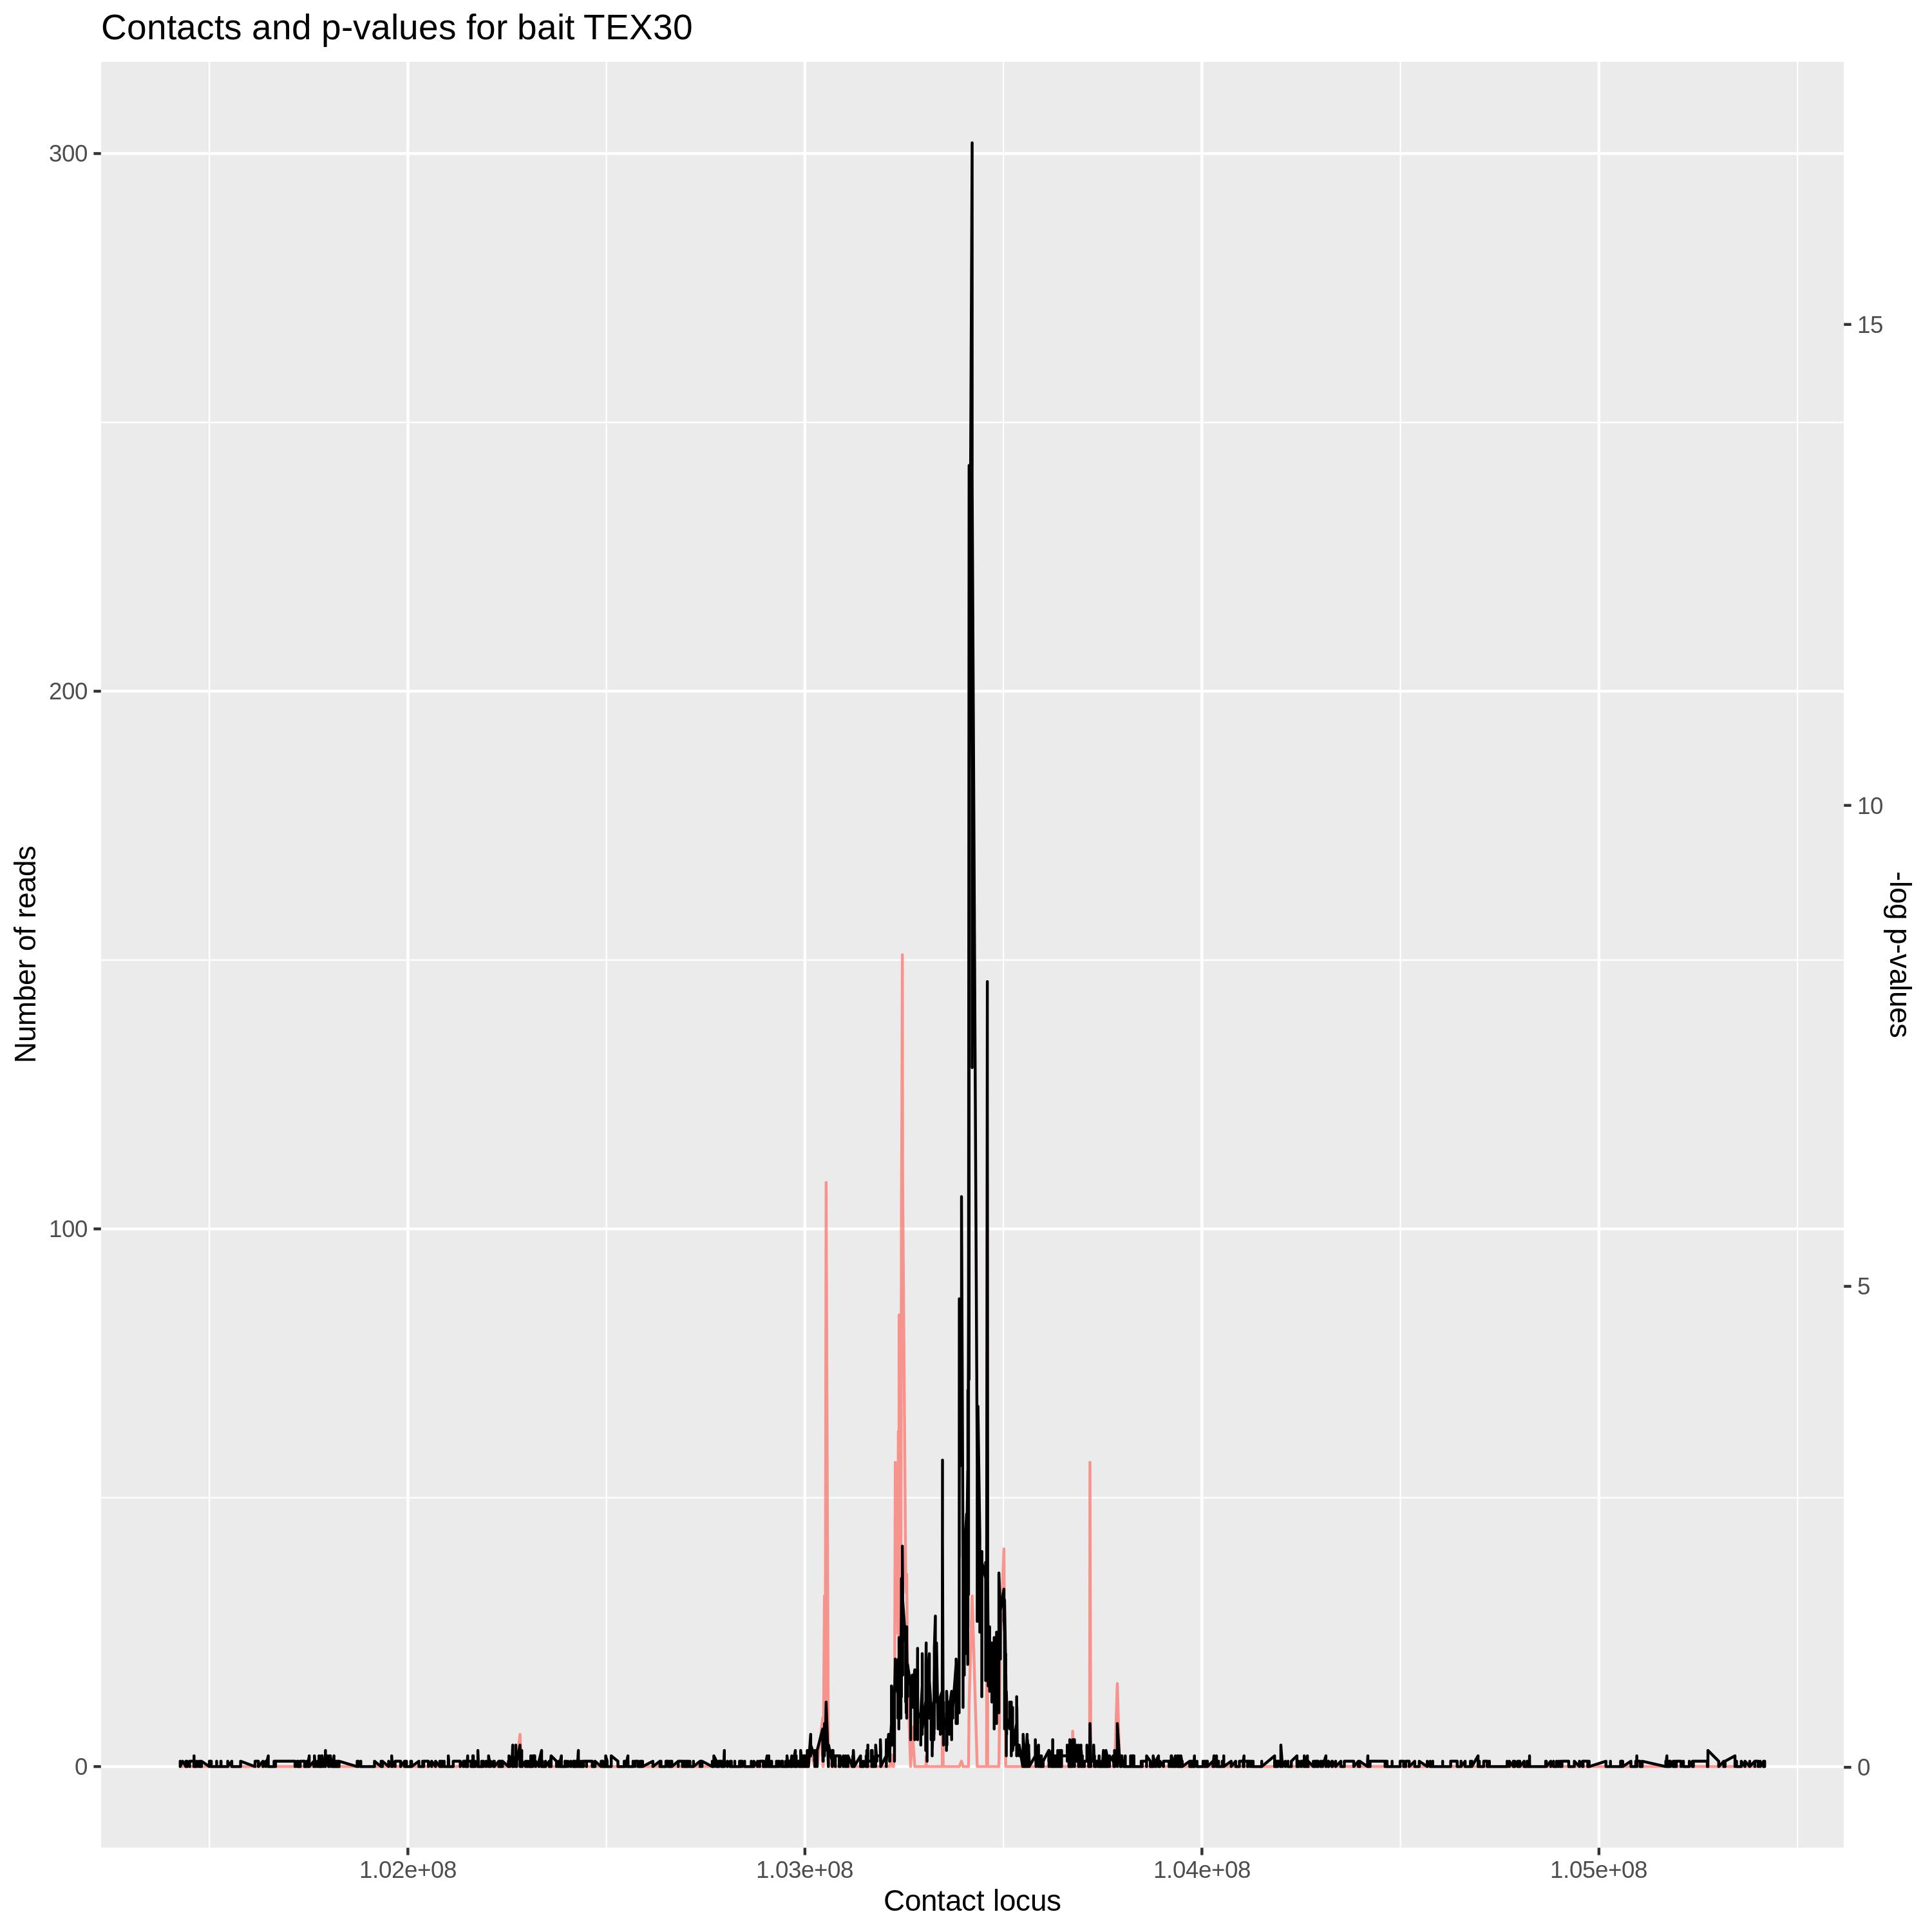 Contacts and p-values for bait TEX30
300
200
100
0
Number of reads
15
10
5
0
-log p-values
1.02e+08
1.03e+08
1.04e+08
1.05e+08
Contact locus